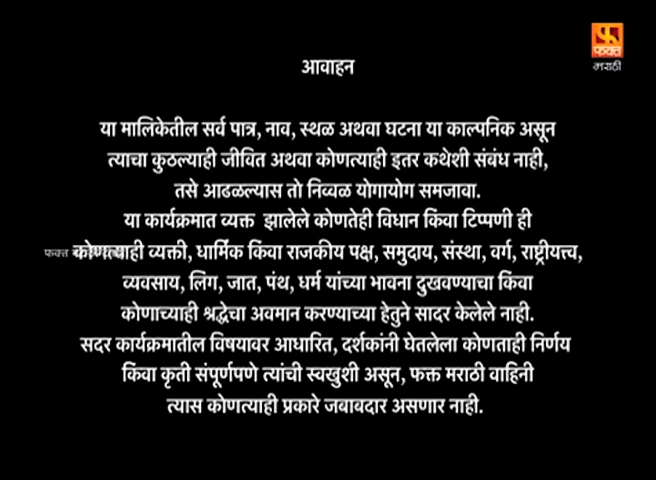 फक्त
मराठी
आवाहन
या मालिकेतील सर्व पात्र, नाव, स्थळ अथवा घटना या काल्पनिक असून
त्याचा कुठल्याही जीवित अथवा कोणत्याही इतर कथेशी संबंध नाही,
तसे आढळल्यास तो निव्वळ योगायोग समजावा.
या कार्यक्रमात व्यक्त झालेले कोणतेही विधान किंवा टिप्पणी ही
कोणत्याही व्यक्ती, धार्मिक किंवा राजकीय पक्ष, समुदाय, संस्था, वर्ग, राष्ट्रीयत्त्व,
व्यवसाय, लिंग, जात, पंथ, धर्म यांच्या भावना दुखवण्याचा किंवा
कोणाच्याही श्रद्धेचा अवमान करण्याच्या हेतुने सादर केलेले नाही.
सदर कार्यक्रमातील विषयावर आधारित, दर्शकांनी घेतलेला कोणताही निर्णय
किंवा कृती संपूर्णपणे त्यांची स्वखुशी असून, फक्त मराठी वाहिनी
त्यास कोणत्याही प्रकारे जबाबदार असणार नाही.
फक्त